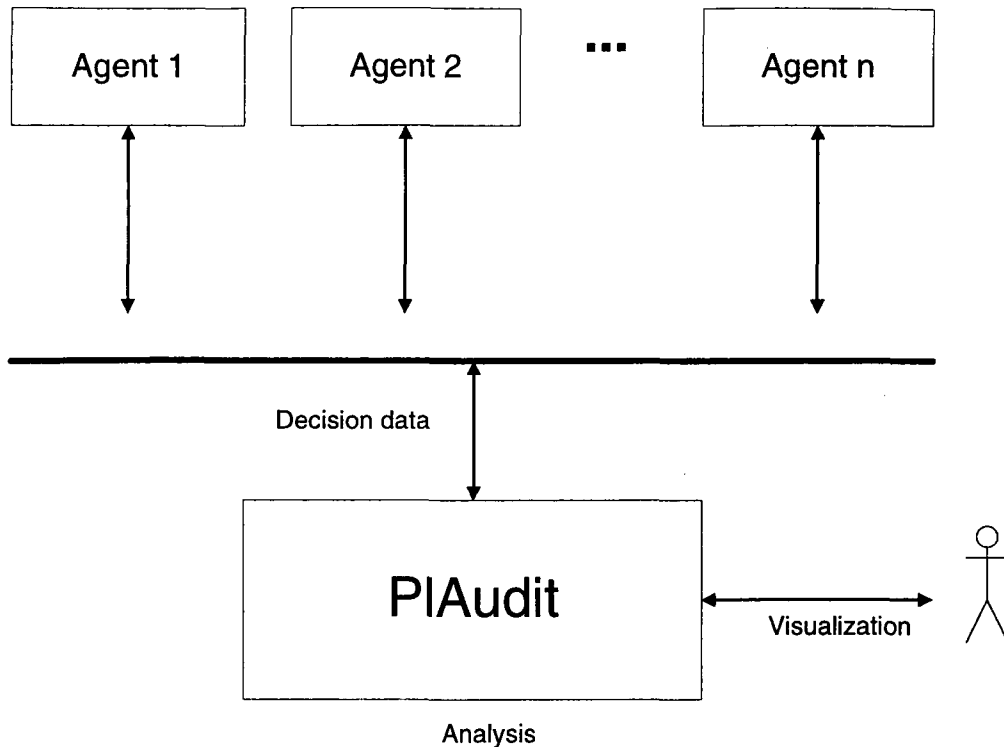 Agent 1
Agent 2
...
Agent n
Decision data
PlAudit
Visualization
Analysis